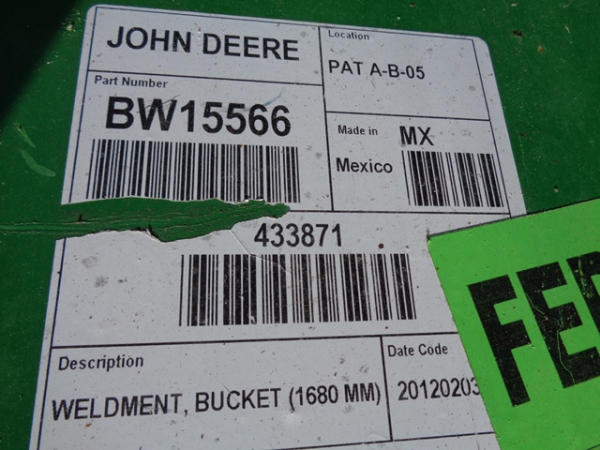 JOHN DEERE
Location
PAT A-B-05
Part Number
BW15566
Made in MX
Mexico
433871
FEB
Description
WELDMENT, BUCKET (1680 MM)
Date Code
20120203